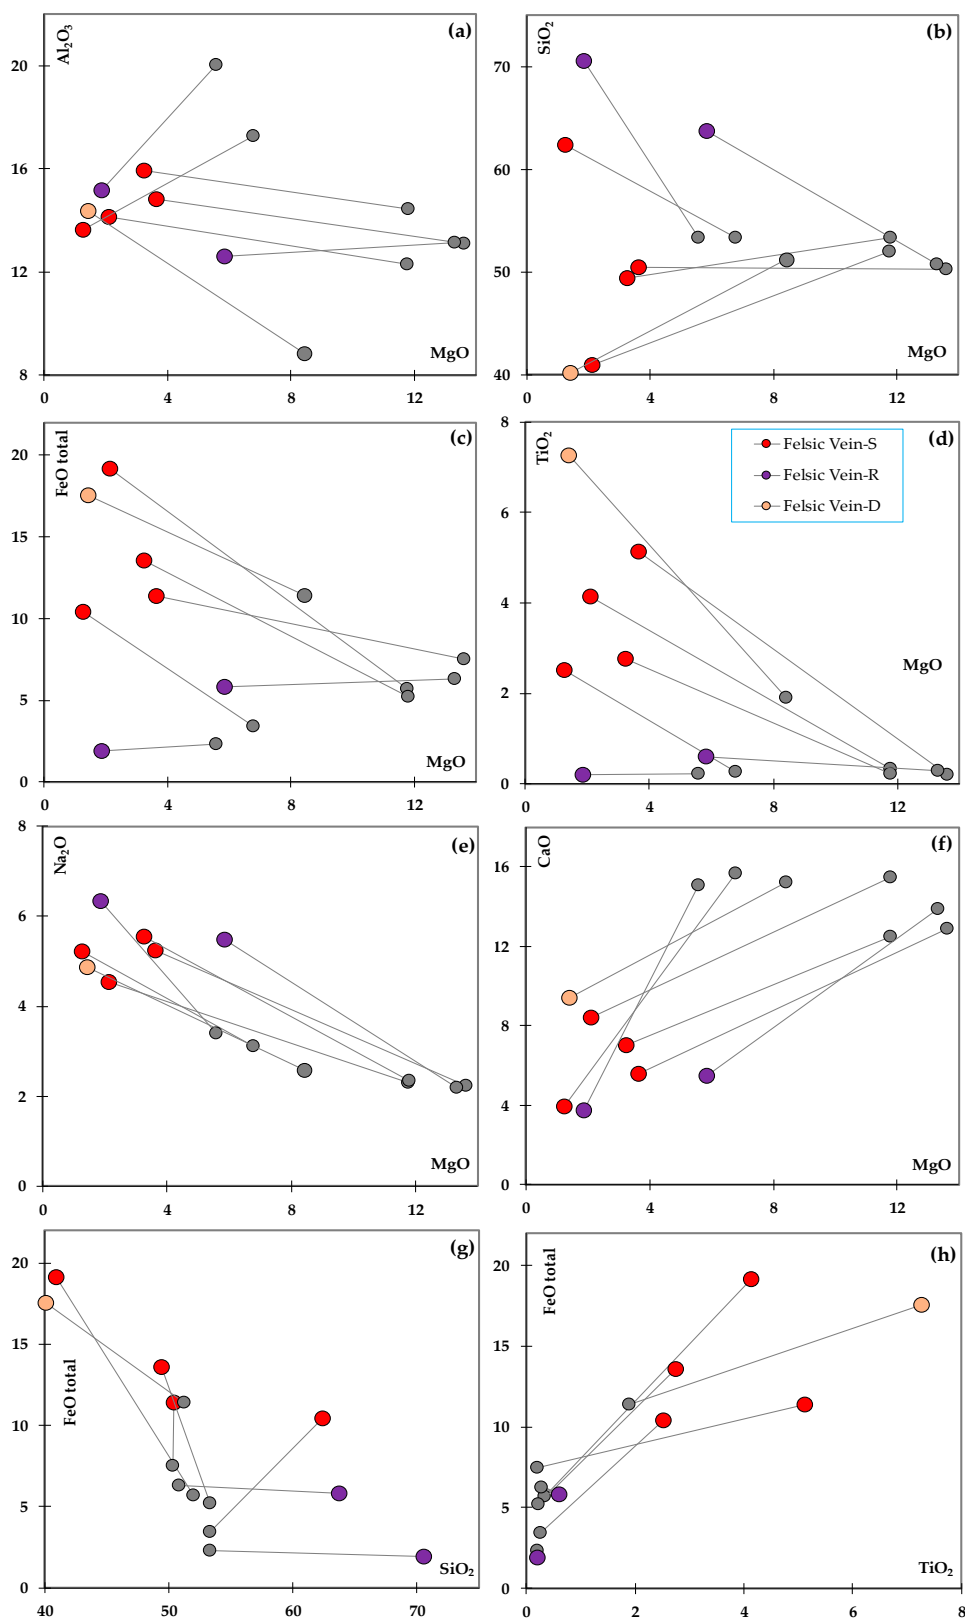 (a)
Al₂O₃
20
16
12
8
MgO
0
4
8
12
(b)
SiO₂
70
60
50
40
MgO
0
4
8
12
(c)
FeO total
20
15
10
5
0
MgO
0
4
8
12
(d)
TiO₂
8
6
4
2
0
Felsic Vein-S
Felsic Vein-R
Felsic Vein-D
MgO
0
4
8
12
(e)
Na₂O
8
6
4
2
0
MgO
0
4
8
12
(f)
CaO
16
12
8
4
0
MgO
0
4
8
12
(g)
20
15
10
5
0
FeO total
SiO₂
40
50
60
70
(h)
FeO total
20
15
10
5
0
TiO₂
0
2
4
6
8